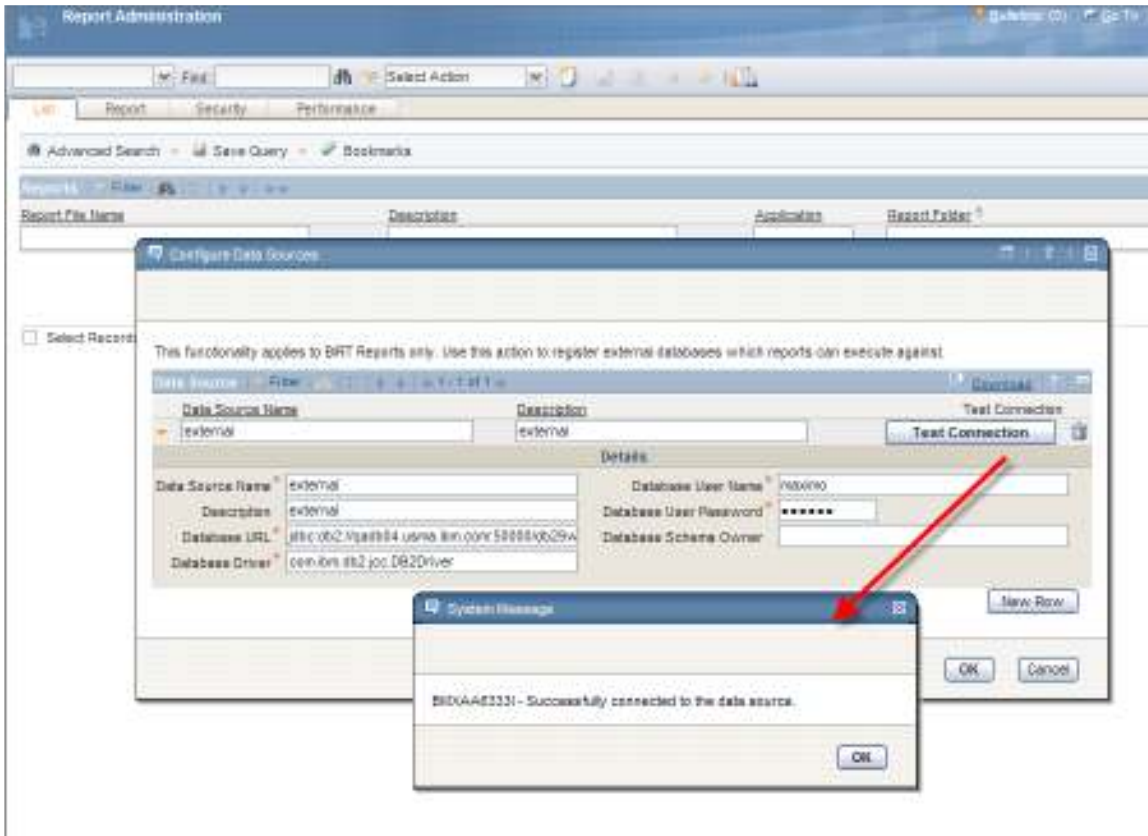 Report Administration
Bulletins: (0) Go To
Find: Select Action
List Report Security Performance
Advanced Search Save Query Bookmarks
Reports Filter
Report File Name Description Application Report Folder
Configure Data Sources
Select Records
This functionality applies to BIRT Reports only. Use this action to register external databases which reports can execute against.
Data Source Filter 1 - 1 of 1 Download
Data Source Name Description Test Connection
external external Test Connection
Details
Data Source Name * external Database User Name * maximo
Description external Database User Password * ••••••
Database URL * Database Schema Owner
Database Driver * com.ibm.db2.jcc.DB2Driver
New Row
System Message
OK Cancel
- Successfully connected to the data source.
OK